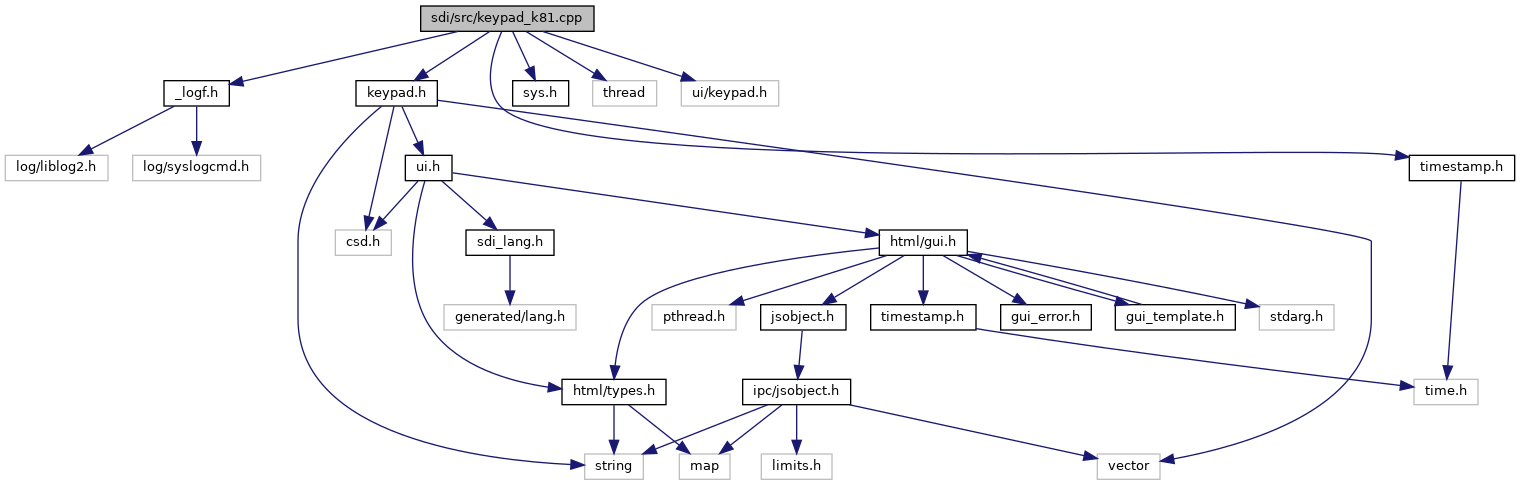 sdi/src/keypad_k81.cpp
_logf.h
keypad.h
sys.h
thread
ui/keypad.h
log/liblog2.h
log/syslogcmd.h
ui.h
timestamp.h
csd.h
sdi_lang.h
html/gui.h
generated/lang.h
pthread.h
jsobject.h
timestamp.h
gui_error.h
gui_template.h
stdarg.h
html/types.h
ipc/jsobject.h
time.h
string
map
limits.h
vector